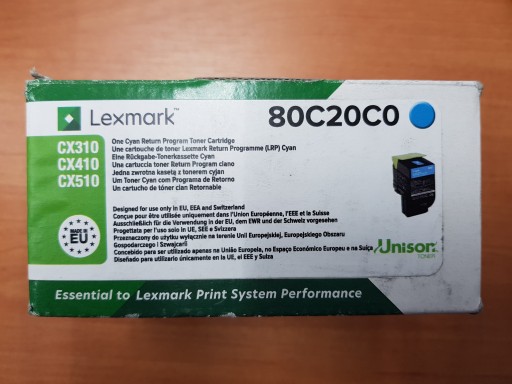 Lexmark™
80C20C0
CX310
CX410
CX510
One Cyan Return Program Toner Cartridge
Une cartouche de toner Lexmark Return Programme (LRP) Cyan
Eine Rückgabe-Tonerkassette Cyan
Una cartuccia toner Return Program ciano
Jedna zwrotna kaseta z tonerem cyjan
Um Toner Cyan com Programa de Retorno
Un cartucho de tóner cian Retornable
Designed for use only in EU, EEA and Switzerland
Conçue pour être utilisée uniquement dans l'Union Européenne, l'EEE et la Suisse
Ausschließlich für die Verwendung in der EU, dem EWR und der Schweiz vorgesehen
Progettata per l'uso solo in UE, SEE e Svizzera
Przeznaczony do użytku wyłącznie na terenie Unii Europejskiej, Europejskiego Obszaru
Gospodarczego i Szwajcarii
Concebido para ser utilizado apenas na União Europeia, no Espaço Económico Europeu e na Suíça
Diseñado para utilizarlo únicamente en la UE, el EEE y Suiza
MADE IN
EU
Unison
TONER
Essential to Lexmark Print System Performance